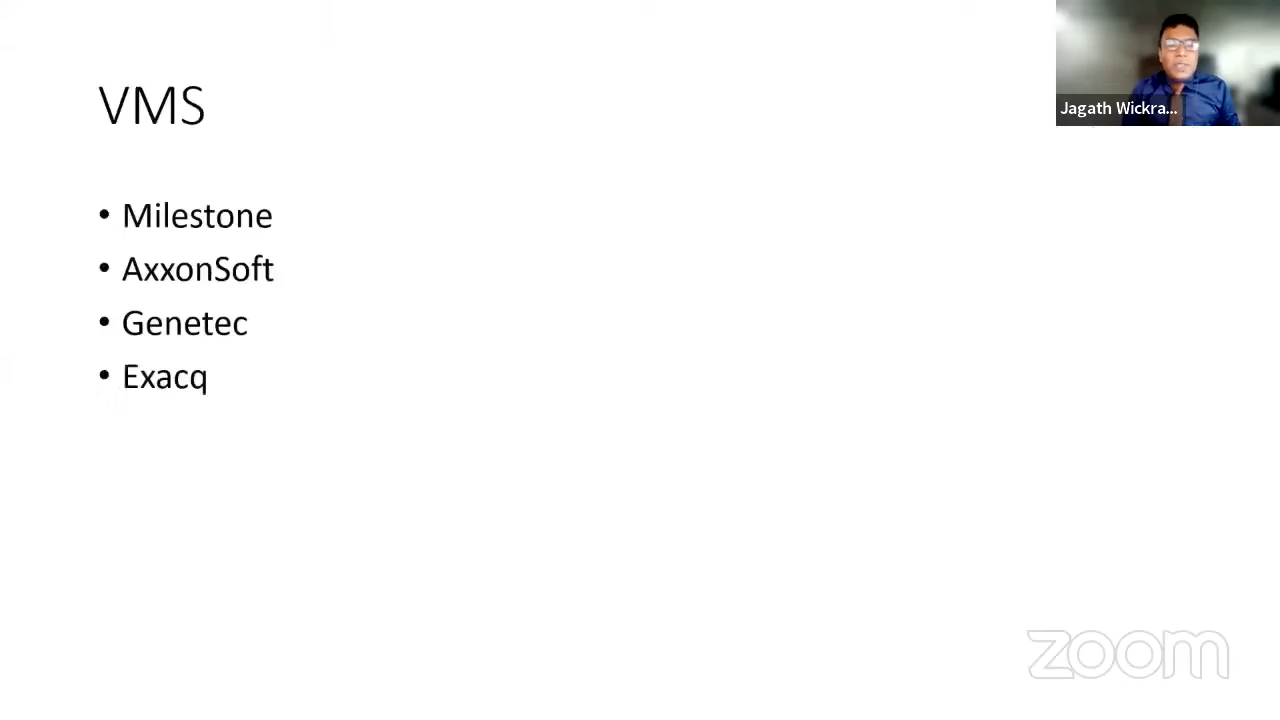 VMS
Jagath Wickra...
• Milestone
• AxxonSoft
• Genetec
• Exacq
zoom